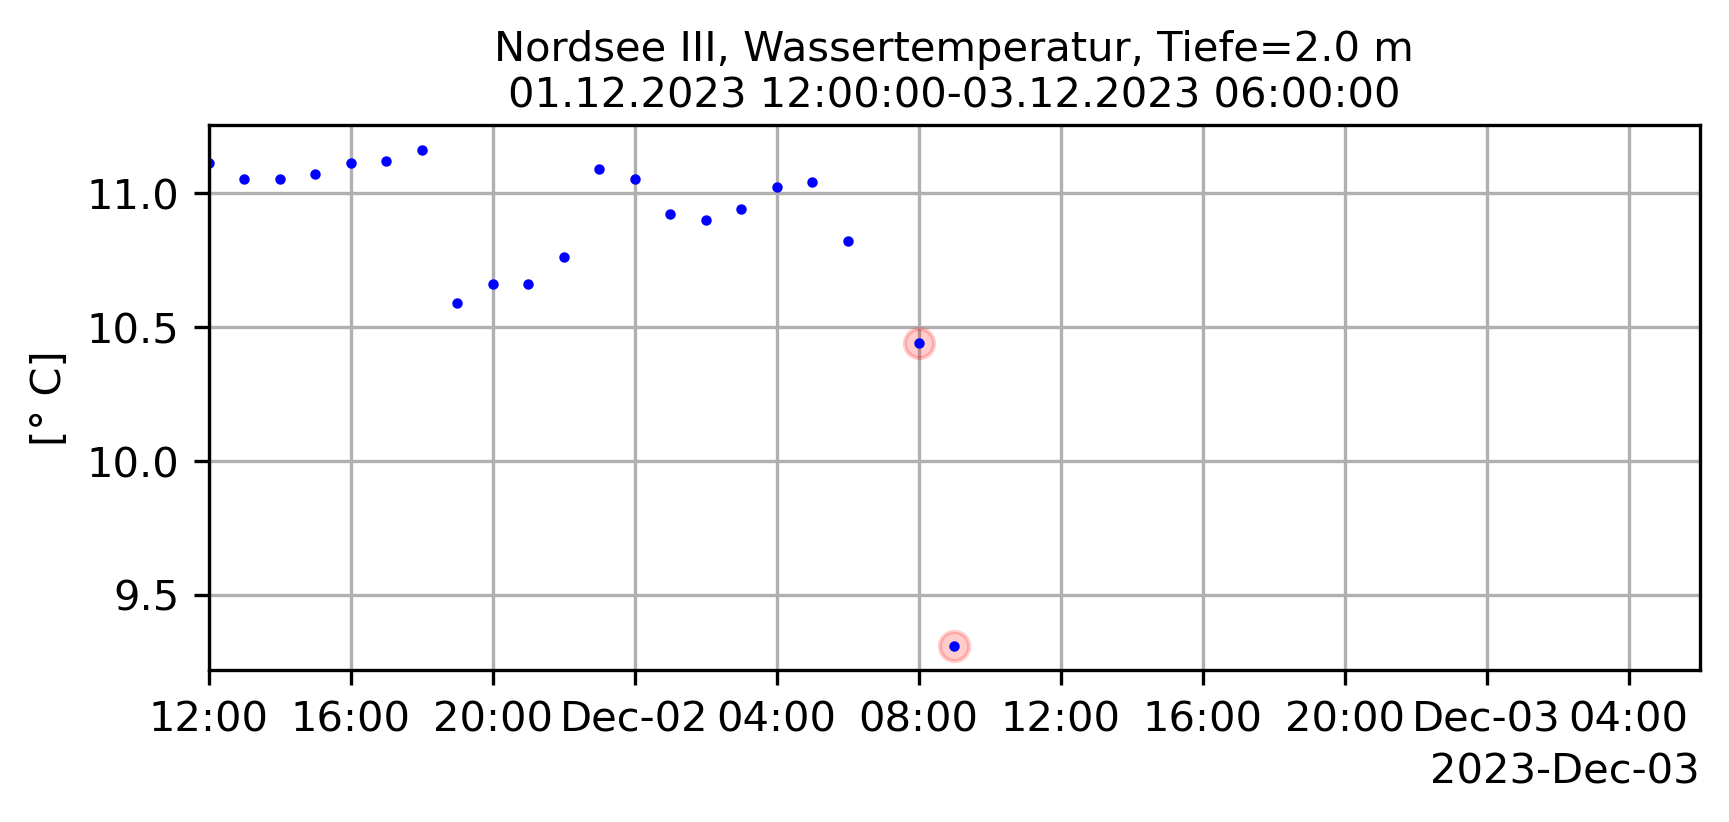 Nordsee III, Wassertemperatur, Tiefe=2.0 m
01.12.2023 12:00:00-03.12.2023 06:00:00
[° C]
11.0
10.5
10.0
9.5
12:00 16:00 20:00 Dec-02 04:00 08:00 12:00 16:00 20:00 Dec-03 04:00
2023-Dec-03